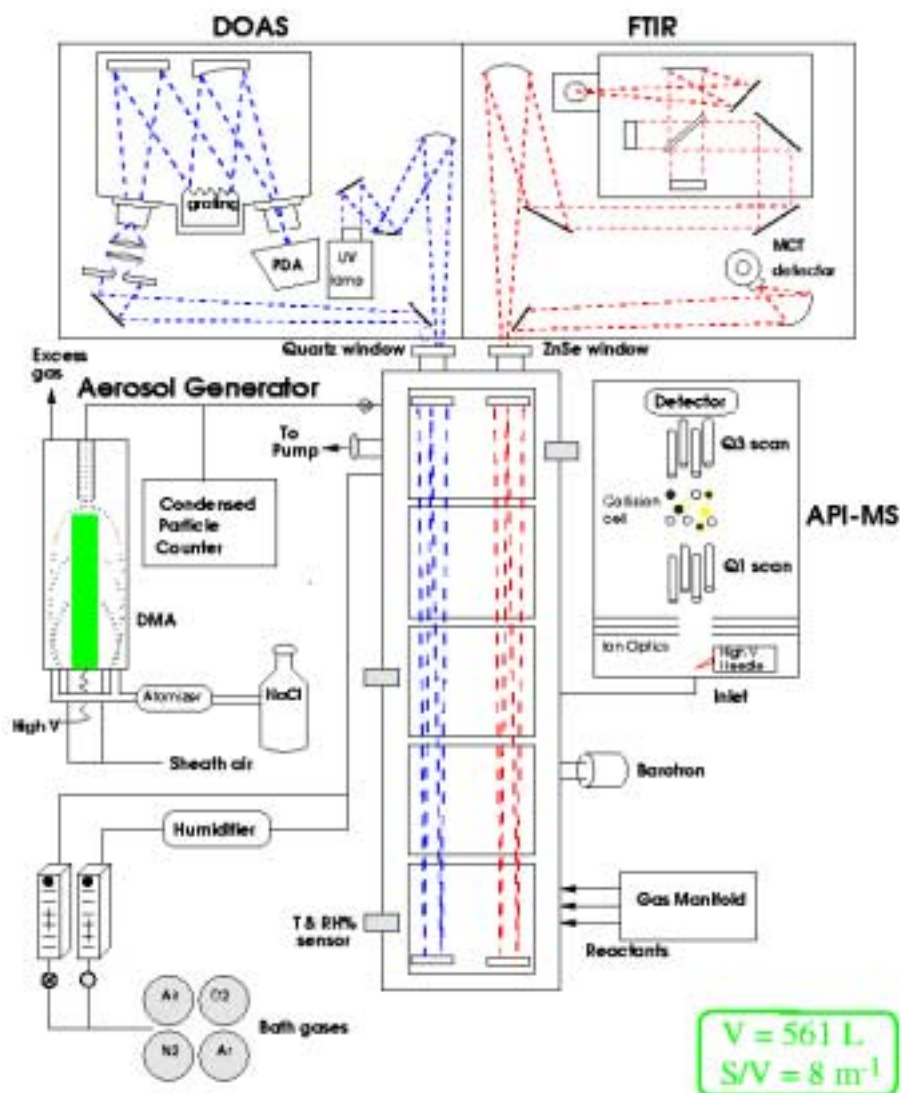 DOAS
FTIR
grating
PDA
UV
lamp
MCT
detector
Quartz window
ZnSe window
Excess
gas
Aerosol Generator
To
Pump
Condensed
Particle
Counter
DMA
Atomizer
NaCl
High V
Sheath air
Humidifier
T & RH%
sensor
Air
O2
N2
Ar
Bath gases
Detector
Q3 scan
Collision
cell
API-MS
Q1 scan
Ion Optics
High V
Needle
Inlet
Barotron
Gas Manifold
Reactants
V = 561 L
S/V = 8 m⁻¹